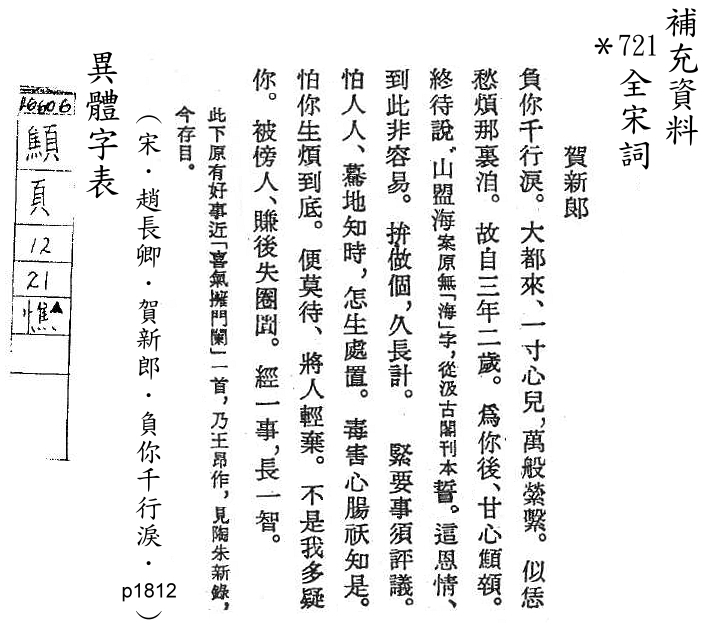 補充資料
*721 全宋詞
賀新郎
負你千行淚。大都來、一寸心兒，萬般縈繫。似恁
愁煩那裏洎。故自三年二歲。爲你後、甘心顦顇。
終待說、山盟海案原無「海」字，從汲古閣刊本誓。這恩情、
到此非容易。拚做個，久長計。　緊要事須評議。
怕人人、驀地知時，怎生處置。毒害心腸祅知是。
怕你生煩到底。便莫待、將人輕棄。不是我多疑
你。被傍人、賺後失圈䦱。經一事，長一智。
此下原有好事近「喜氣擁門闌」一首，乃王昂作，見陶朱新錄，
今存目。
（宋．趙長卿．賀新郎．負你千行淚．p1812）
異體字表
10606
顦
頁
12
21
憔▲